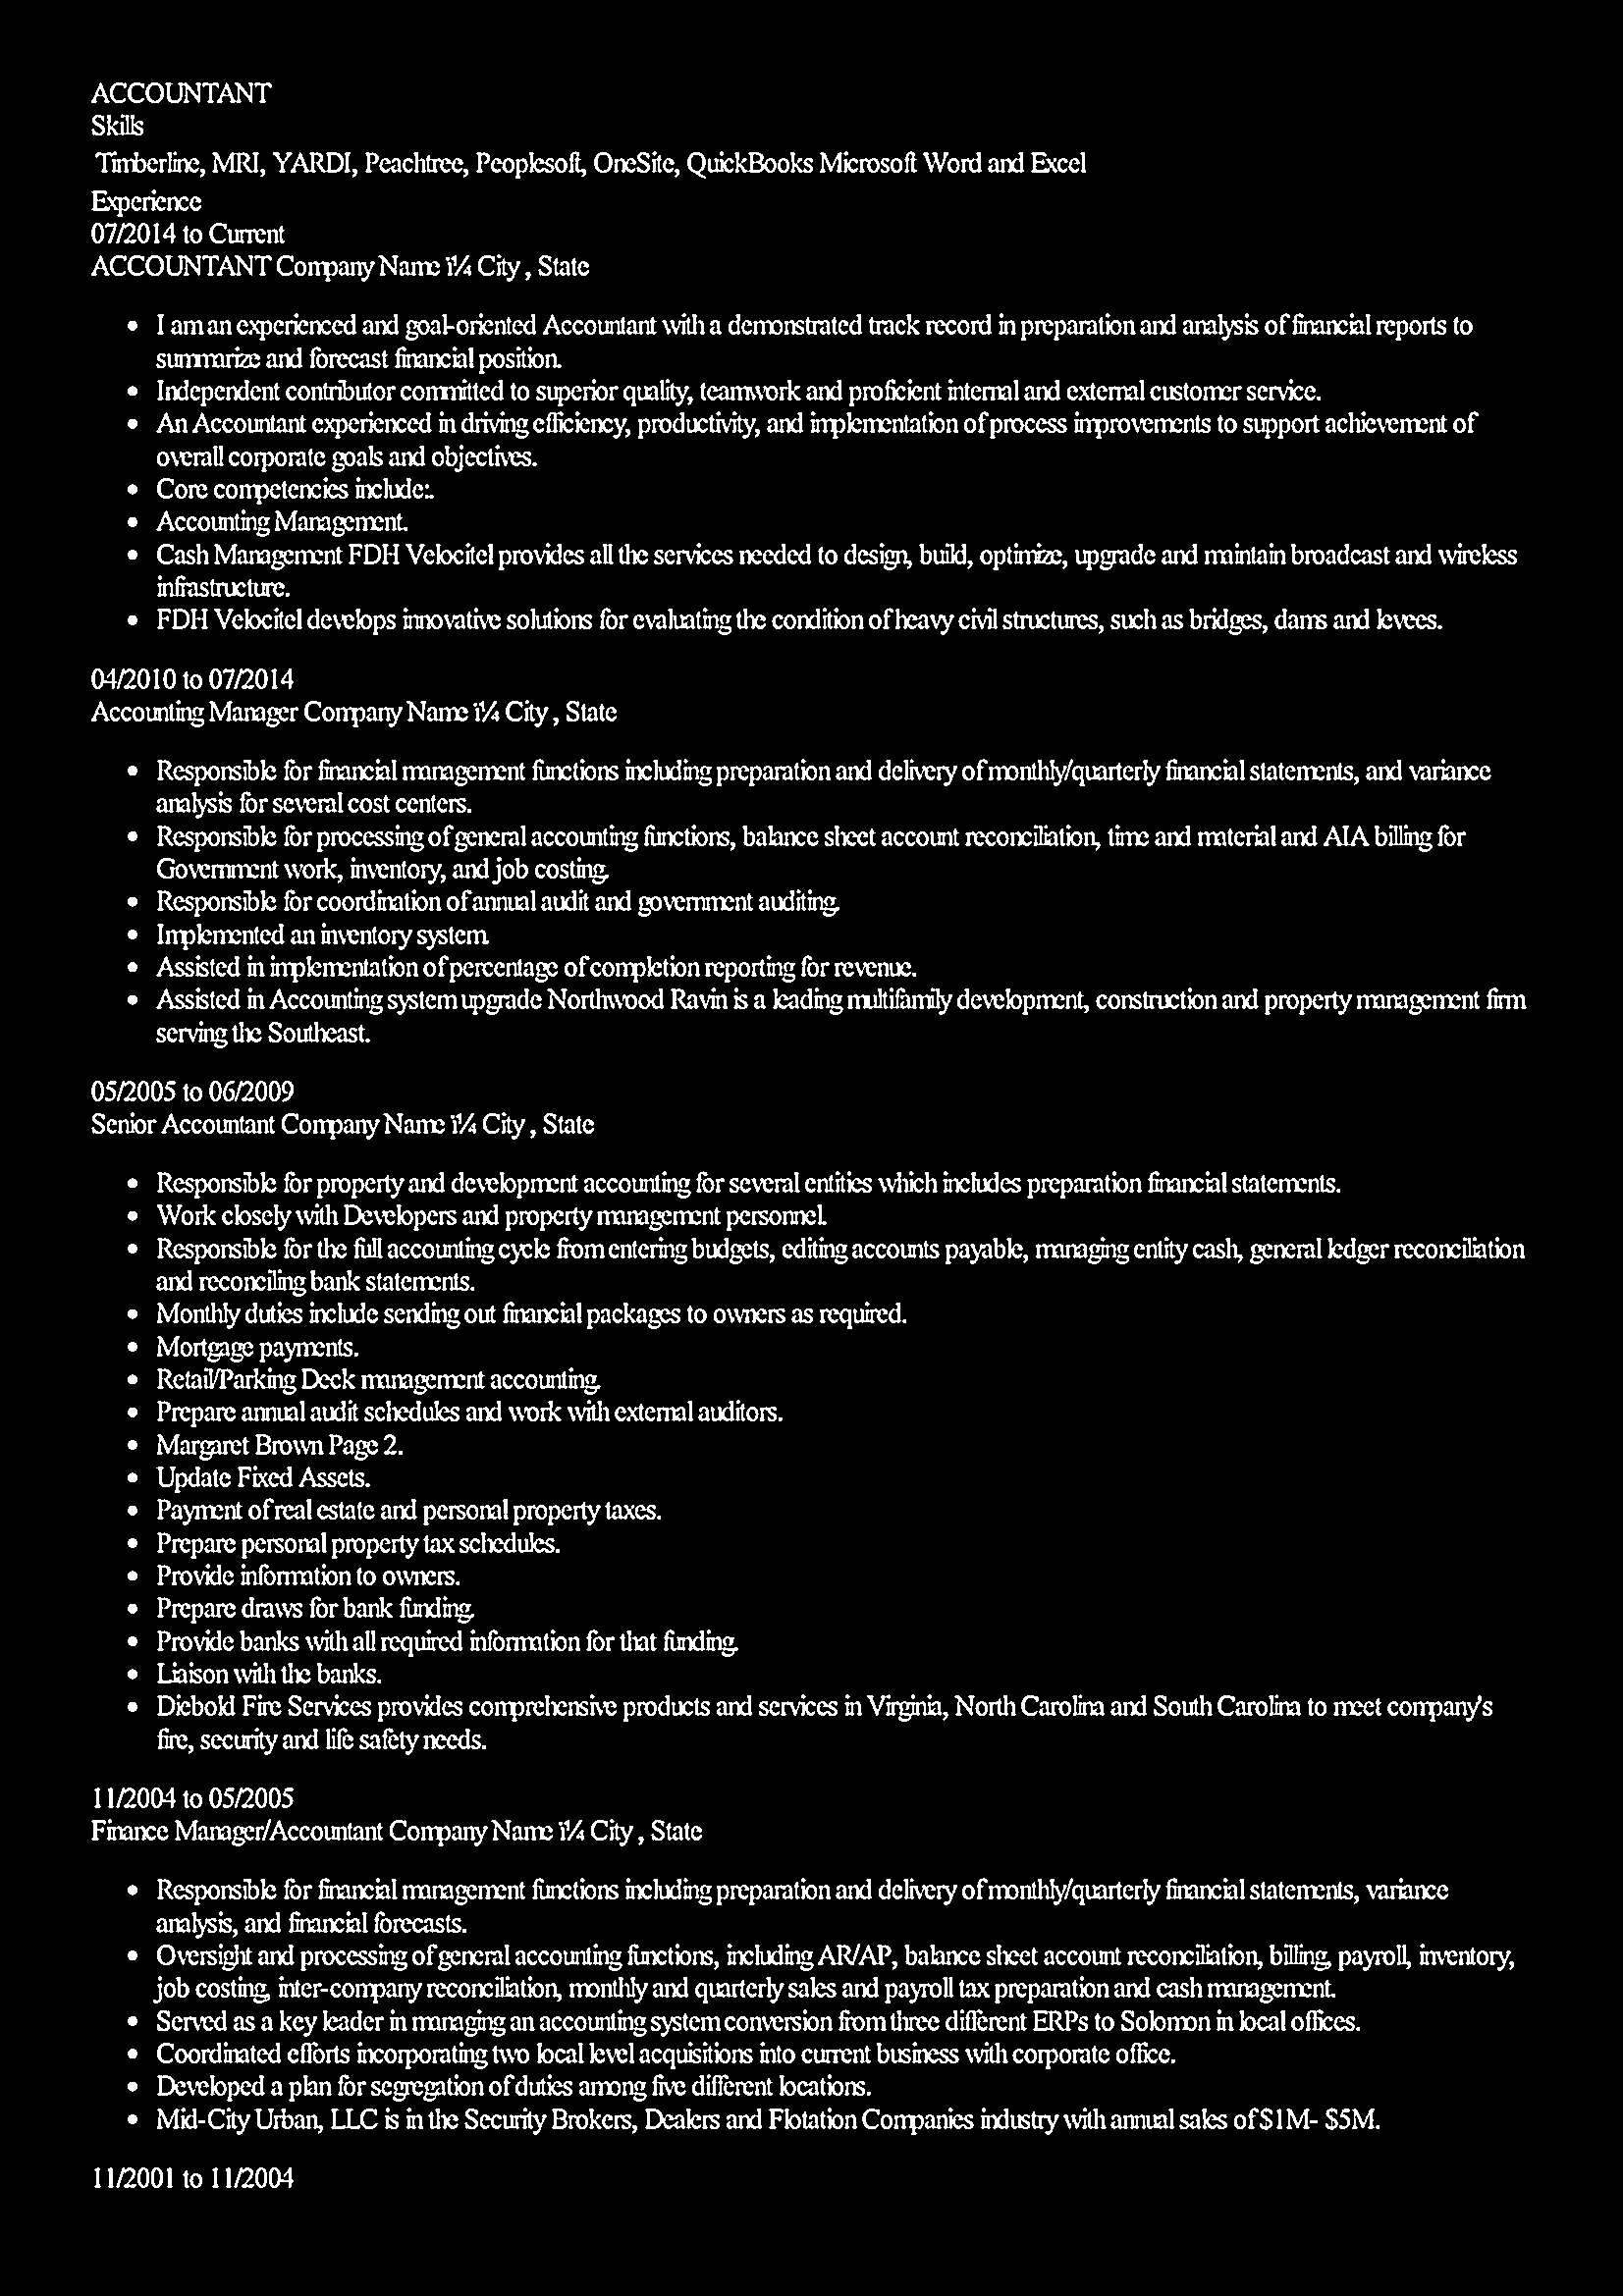 ACCOUNTANT
Skills
Timberline, MRI, YARDI, Peachtree, Peoplesoft, OneSite, QuickBooks Microsoft Word and Excel
Experience
07/2014 to Current
ACCOUNTANT Company Name ï¼ City , State
• I am an experienced and goal-oriented Accountant with a demonstrated track record in preparation and analysis of financial reports to
summarize and forecast financial position.
• Independent contributor committed to superior quality, teamwork and proficient internal and external customer service.
• An Accountant experienced in driving efficiency, productivity, and implementation of process improvements to support achievement of
overall corporate goals and objectives.
• Core competencies include:.
• Accounting Management.
• Cash Management FDH Velocitel provides all the services needed to design, build, optimize, upgrade and maintain broadcast and wireless
infrastructure.
• FDH Velocitel develops innovative solutions for evaluating the condition of heavy civil structures, such as bridges, dams and levees.
04/2010 to 07/2014
Accounting Manager Company Name ï¼ City , State
• Responsible for financial management functions including preparation and delivery of monthly/quarterly financial statements, and variance
analysis for several cost centers.
• Responsible for processing of general accounting functions, balance sheet account reconciliation, time and material and AIA billing for
Government work, inventory, and job costing.
• Responsible for coordination of annual audit and government auditing.
• Implemented an inventory system.
• Assisted in implementation of percentage of completion reporting for revenue.
• Assisted in Accounting system upgrade Northwood Ravin is a leading multifamily development, construction and property management firm
serving the Southeast.
05/2005 to 06/2009
Senior Accountant Company Name ï¼ City , State
• Responsible for property and development accounting for several entities which includes preparation financial statements.
• Work closely with Developers and property management personnel.
• Responsible for the full accounting cycle from entering budgets, editing accounts payable, managing entity cash, general ledger reconciliation
and reconciling bank statements.
• Monthly duties include sending out financial packages to owners as required.
• Mortgage payments.
• Retail/Parking Deck management accounting.
• Prepare annual audit schedules and work with external auditors.
• Margaret Brown Page 2.
• Update Fixed Assets.
• Payment of real estate and personal property taxes.
• Prepare personal property tax schedules.
• Provide information to owners.
• Prepare draws for bank funding.
• Provide banks with all required information for that funding.
• Liaison with the banks.
• Diebold Fire Services provides comprehensive products and services in Virginia, North Carolina and South Carolina to meet company's
fire, security and life safety needs.
11/2004 to 05/2005
Finance Manager/Accountant Company Name ï¼ City , State
• Responsible for financial management functions including preparation and delivery of monthly/quarterly financial statements, variance
analysis, and financial forecasts.
• Oversight and processing of general accounting functions, including AR/AP, balance sheet account reconciliation, billing, payroll, inventory,
job costing, inter-company reconciliation, monthly and quarterly sales and payroll tax preparation and cash management.
• Served as a key leader in managing an accounting system conversion from three different ERPs to Solomon in local offices.
• Coordinated efforts incorporating two local level acquisitions into current business with corporate office.
• Developed a plan for segregation of duties among five different locations.
• Mid-City Urban, LLC is in the Security Brokers, Dealers and Flotation Companies industry with annual sales of $1M- $5M.
11/2001 to 11/2004